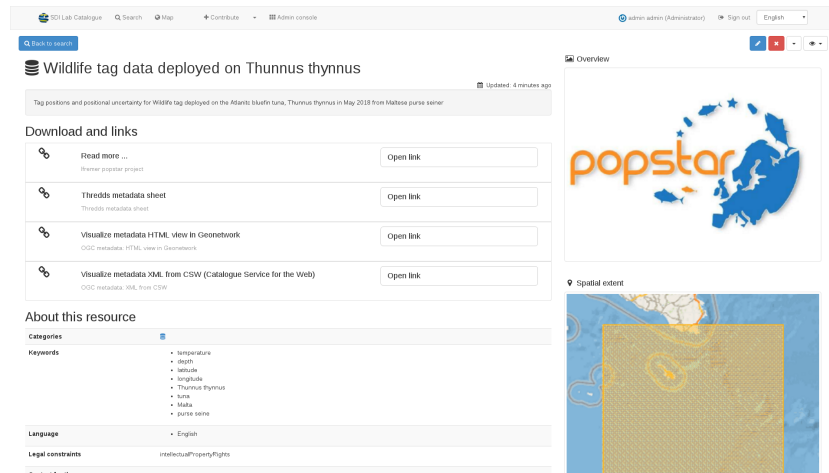 SDI Lab Catalogue
Search
Map
Contribute
Admin console
admin admin (Administrator)
Sign out
English
Back to search
Wildlife tag data deployed on Thunnus thynnus
Updated: 4 minutes ago
Tag positions and positional uncertainty for Wildlife tag deployed on the Atlantic bluefin tuna, Thunnus thynnus in May 2018 from Maltese purse seiner
Download and links
Read more ...
Open link
Ifremer popstar project
Thredds metadata sheet
Open link
Thredds metadata sheet
Visualize metadata HTML view in Geonetwork
Open link
OGC metadata: HTML view in Geonetwork
Visualize metadata XML from CSW (Catalogue Service for the Web)
Open link
OGC metadata: XML from CSW
About this resource
Categories
Keywords
temperature
depth
latitude
longitude
Thunnus thynnus
tuna
Malta
purse seine
Language
English
Legal constraints
intellectualPropertyRights
Overview
popstar
Spatial extent